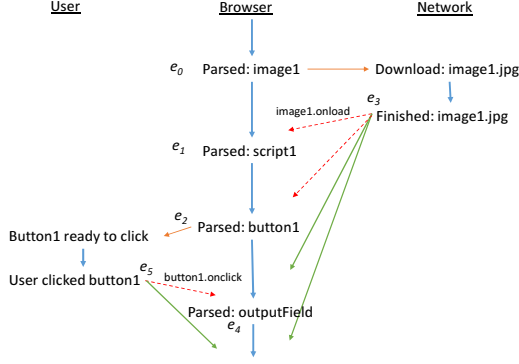 User Browser Network
e0 Parsed: image1 Download: image1.jpg
e3
image1.onload Finished: image1.jpg
e1 Parsed: script1
e2 Parsed: button1
Button1 ready to click
e5
User clicked button1 button1.onclick
Parsed: outputField
e4